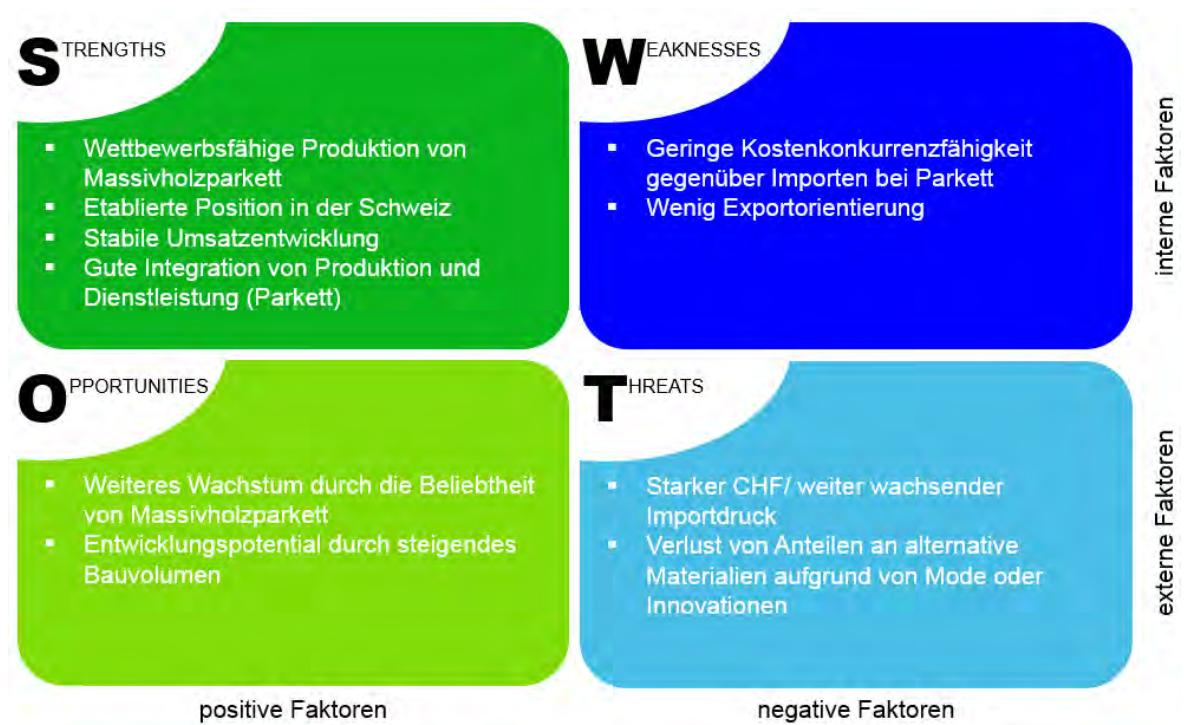 STRENGTHS
▪ Wettbewerbsfähige Produktion von
Massivholzparkett
▪ Etablierte Position in der Schweiz
▪ Stabile Umsatzentwicklung
▪ Gute Integration von Produktion und
Dienstleistung (Parkett)
WEAKNESSES
▪ Geringe Kostenkonkurrenzfähigkeit
gegenüber Importen bei Parkett
▪ Wenig Exportorientierung
interne Faktoren
OPPORTUNITIES
▪ Weiteres Wachstum durch die Beliebtheit
von Massivholzparkett
▪ Entwicklungspotential durch steigendes
Bauvolumen
THREATS
▪ Starker CHF/ weiter wachsender
Importdruck
▪ Verlust von Anteilen an alternative
Materialien aufgrund von Mode oder
Innovationen
externe Faktoren
positive Faktoren
negative Faktoren